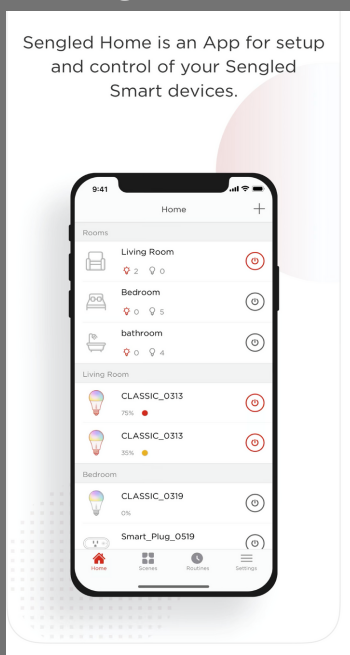 Sengled Home is an App for setup
and control of your Sengled
Smart devices.
9:41
Home
Rooms
Living Room
2 0
Bedroom
0 5
bathroom
0 4
Living Room
CLASSIC_0313
75%
CLASSIC_0313
35%
Bedroom
CLASSIC_0319
0%
Smart_Plug_0519
Home Scenes Routines Settings